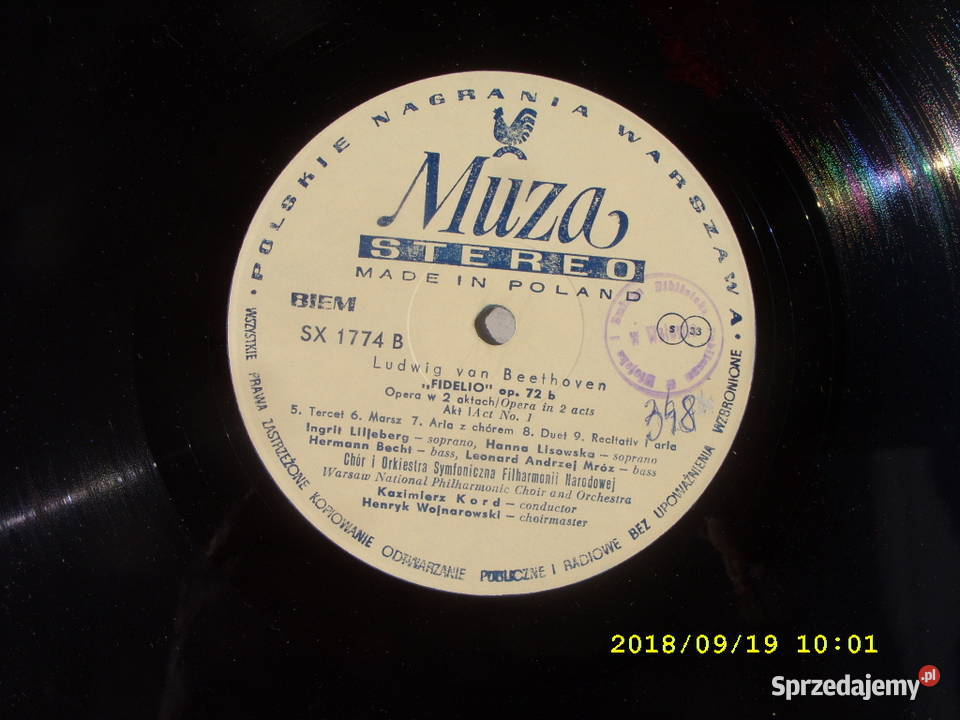 POLSKIE NAGRANIA WARSZAWA
Muza
STEREO
MADE IN POLAND
BIEM
SX 1774 B
S 33
Ludwig van Beethoven
„FIDELIO" op. 72 b
Opera w 2 aktach/Opera in 2 acts
Akt I Act No. 1
5. Tercet 6. Marsz 7. Aria z chórem 8. Duet 9. Recitativ i aria
Ingrit Liljeberg – soprano, Hanna Lisowska – soprano
Hermann Becht – bass, Leonard Andrzej Mróz – bass
Chór i Orkiestra Symfoniczna Filharmonii Narodowej
Warsaw National Philharmonic Choir and Orchestra
Kazimierz Kord – conductor
Henryk Wojnarowski – choirmaster
WSZYSTKIE PRAWA ZASTRZEŻONE KOPIOWANIE ODTWARZANIE PUBLICZNE I RADIOWE BEZ UPOWAŻNIENIA WZBRONIONE
Biblioteka
398
2018/09/19 10:01
Sprzedajemy.pl